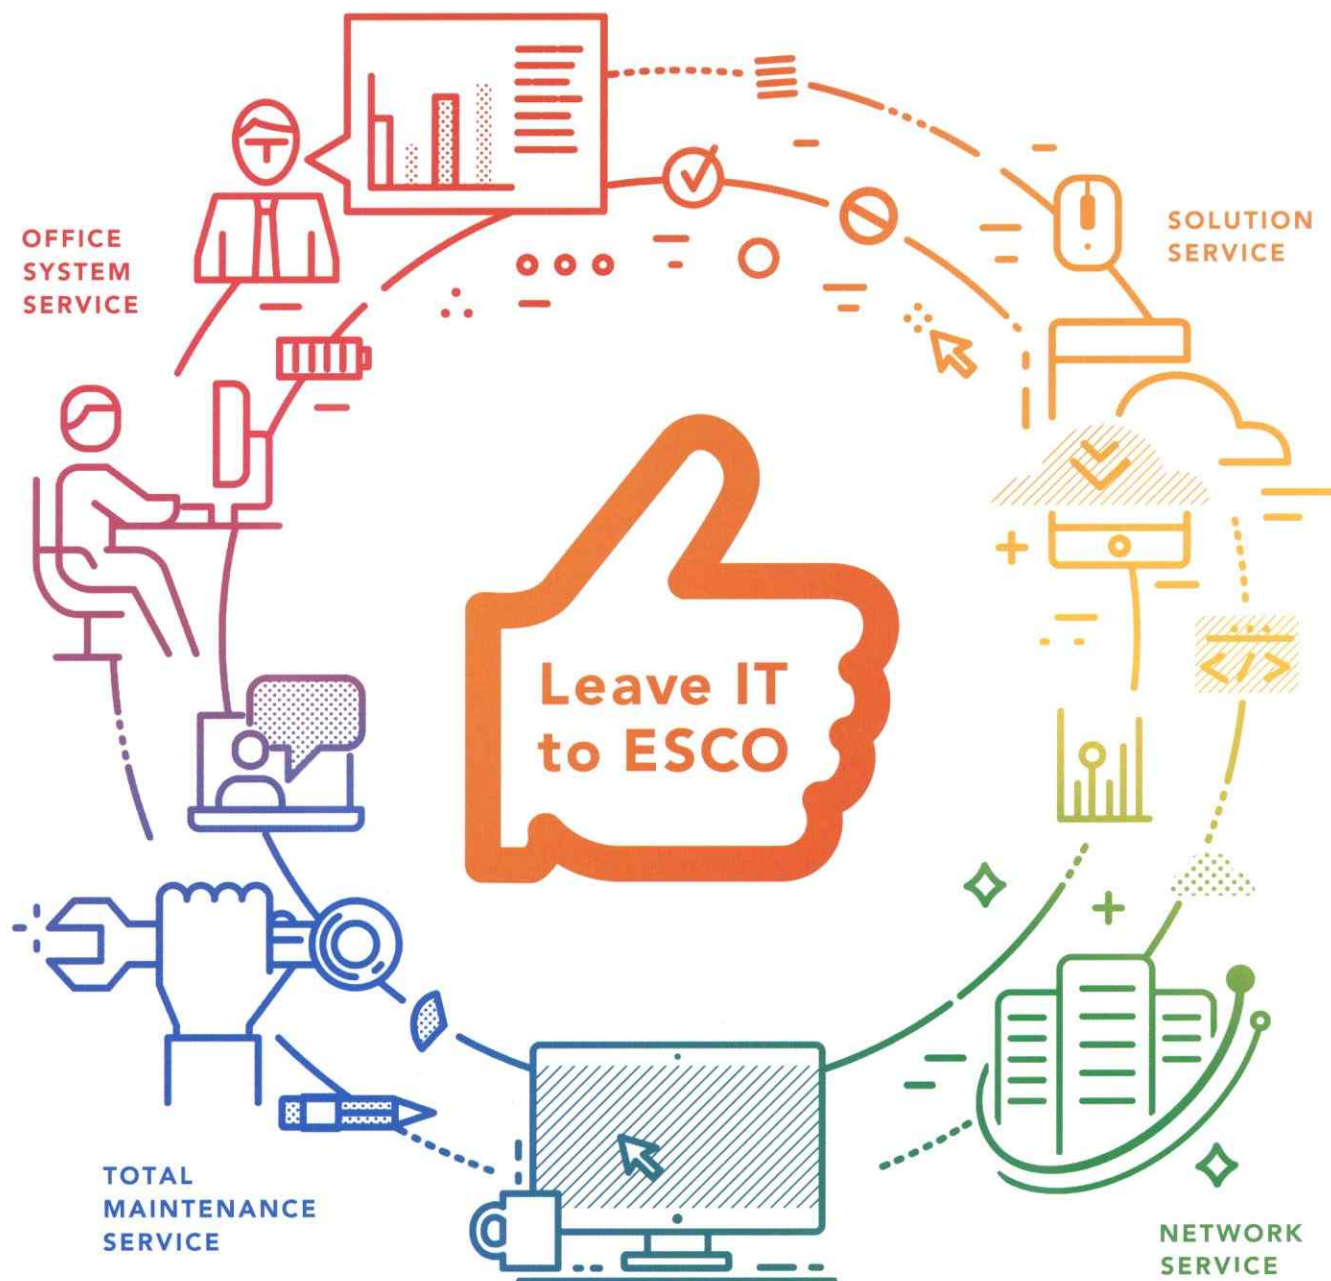 OFFICE
SYSTEM
SERVICE
SOLUTION
SERVICE
Leave IT
to ESCO
</>
TOTAL
MAINTENANCE
SERVICE
NETWORK
SERVICE